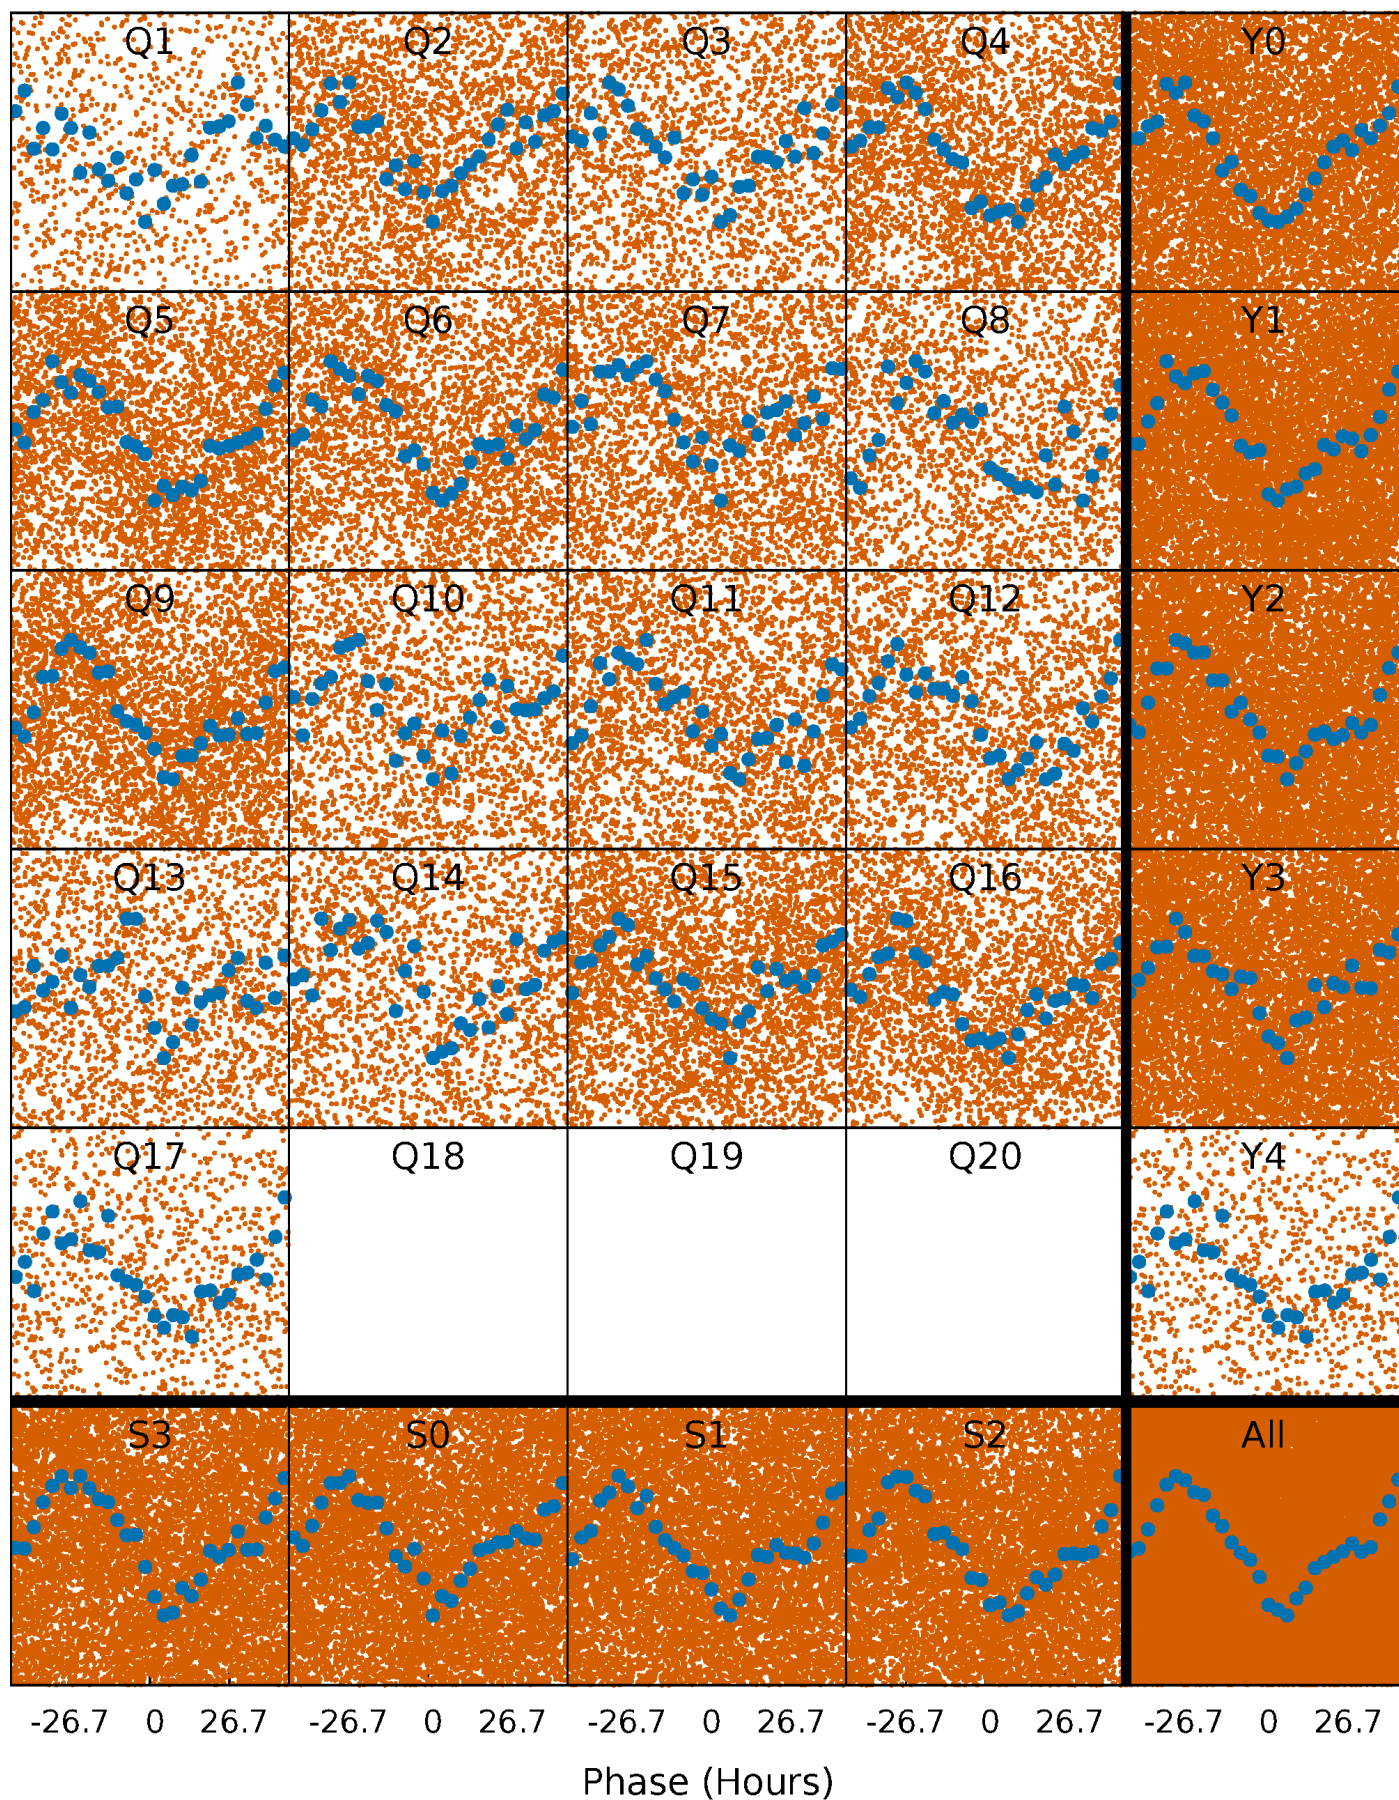 Q1 Q2 Q3 Q4 Y0
Q5 Q6 Q7 Q8 Y1
Q9 Q10 Q11 Q12 Y2
Q13 Q14 Q15 Q16 Y3
Q17 Q18 Q19 Q20 Y4
S3 S0 S1 S2 All
-26.7 0 26.7 -26.7 0 26.7 -26.7 0 26.7 -26.7 0 26.7 -26.7 0 26.7
Phase (Hours)